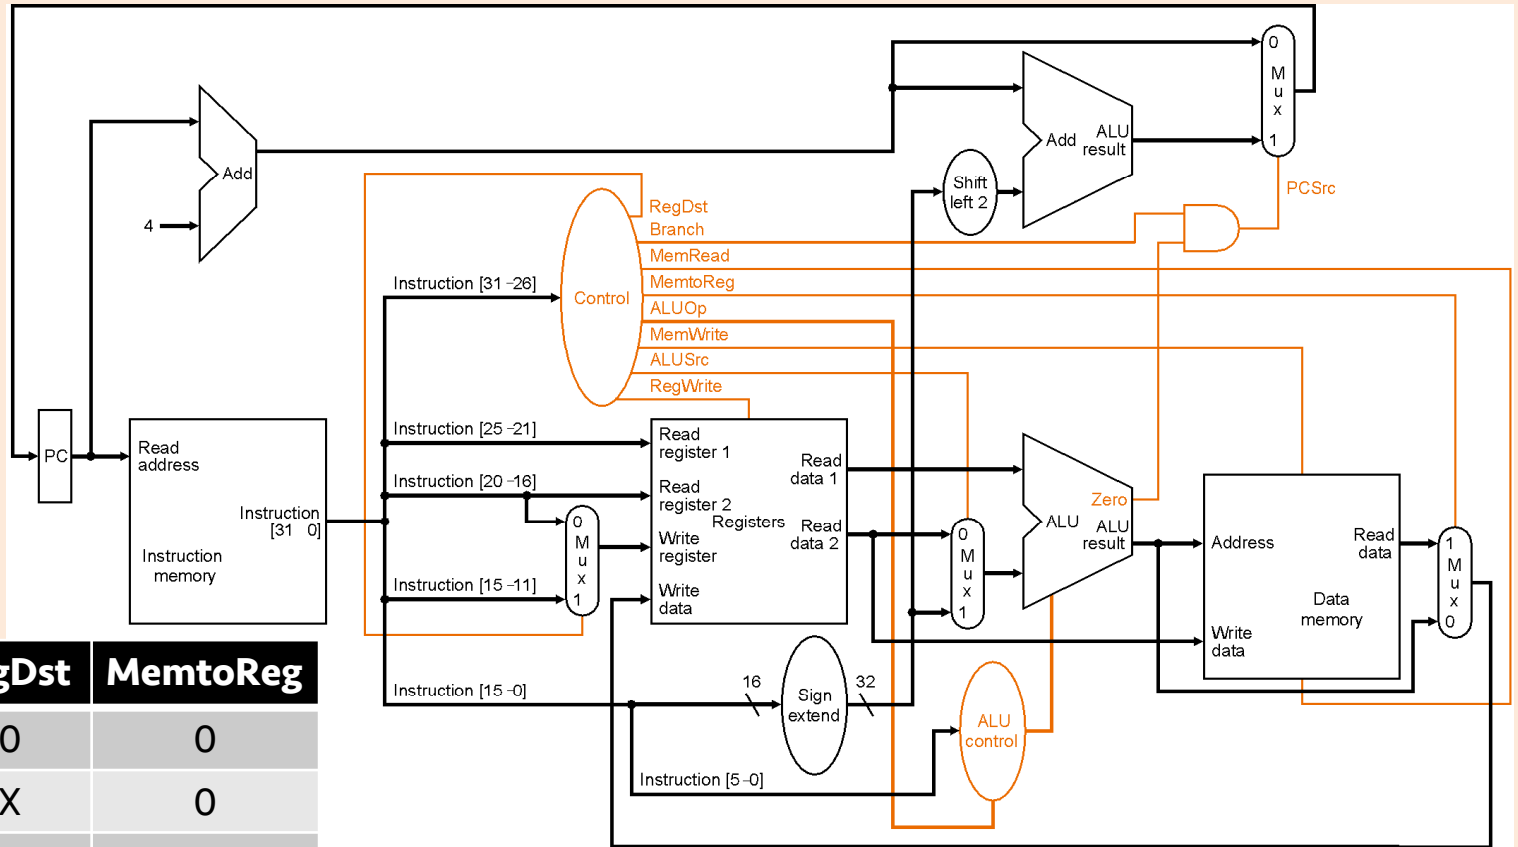 0
M
u
x
1
Add
ALU
result
Shift
left 2
PCSrc
Add
4
RegDst
Branch
MemRead
MemtoReg
ALUOp
MemWrite
ALUSrc
RegWrite
Control
Instruction [31–26]
Instruction [25–21]
Instruction [20–16]
Instruction [15–11]
Instruction [15–0]
Instruction [5–0]
PC
Read
address
Instruction
[31 0]
Instruction
memory
0
M
u
x
1
Read
register 1
Read
register 2
Write
register
Write
data
Registers
Read
data 1
Read
data 2
16
Sign
extend
32
0
M
u
x
1
Zero
ALU
ALU
result
ALU
control
Address
Write
data
Read
data
Data
memory
1
M
u
x
0
gDst MemtoReg
0 0
X 0